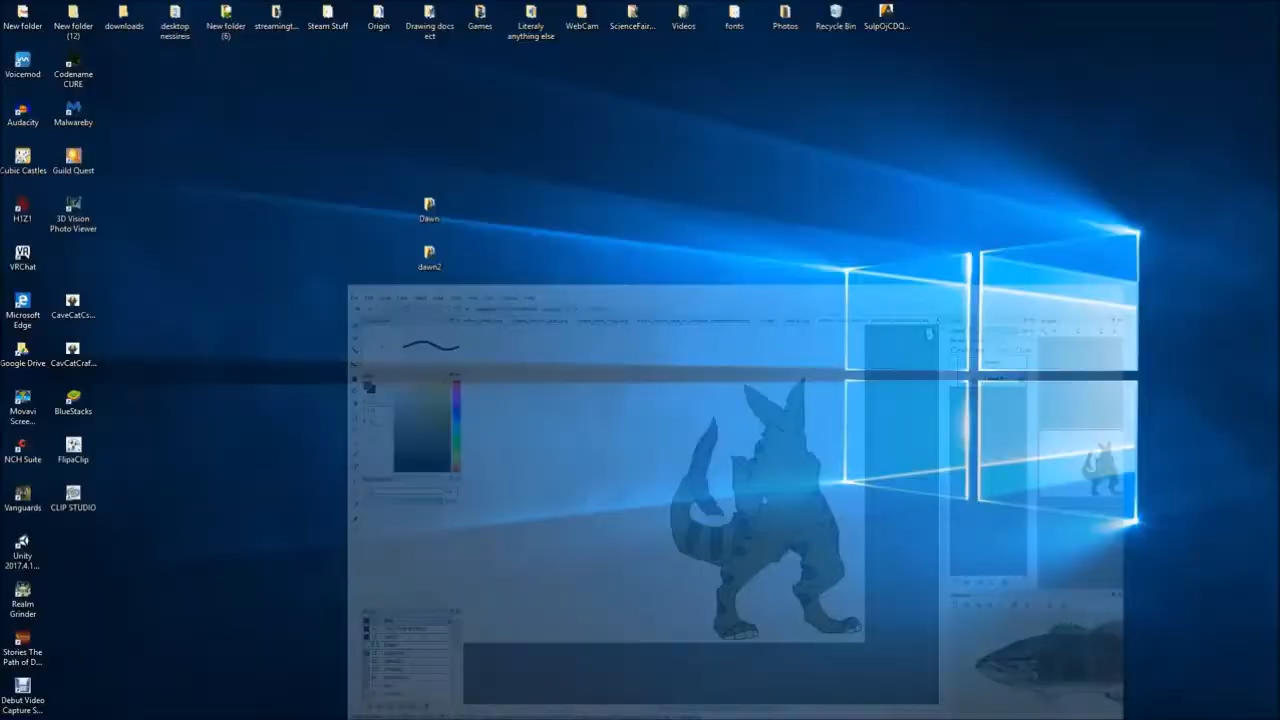 New folder
New folder
(12)
downloads
desktop
nessireis
New folder
(6)
streamingt...
Steam Stuff
Origin
Drawing docs
ect
Games
Literaly
anything else
WebCam
ScienceFair...
Videos
fonts
Photos
Recycle Bin
SulpOjCDQ...
Voicemod
Codename
CURE
Audacity
Malwareby
Cubic Castles
Guild Quest
H1Z1
3D Vision
Photo Viewer
Dawn
VRChat
dawn2
Microsoft
Edge
CaveCatCs...
Google Drive
CavCatCraf...
Movavi
Scree...
BlueStacks
NCH Suite
FlipaClip
Vanguards
CLIP STUDIO
Unity
2017.4.1...
Realm
Grinder
Stories The
Path of D...
Debut Video
Capture S...